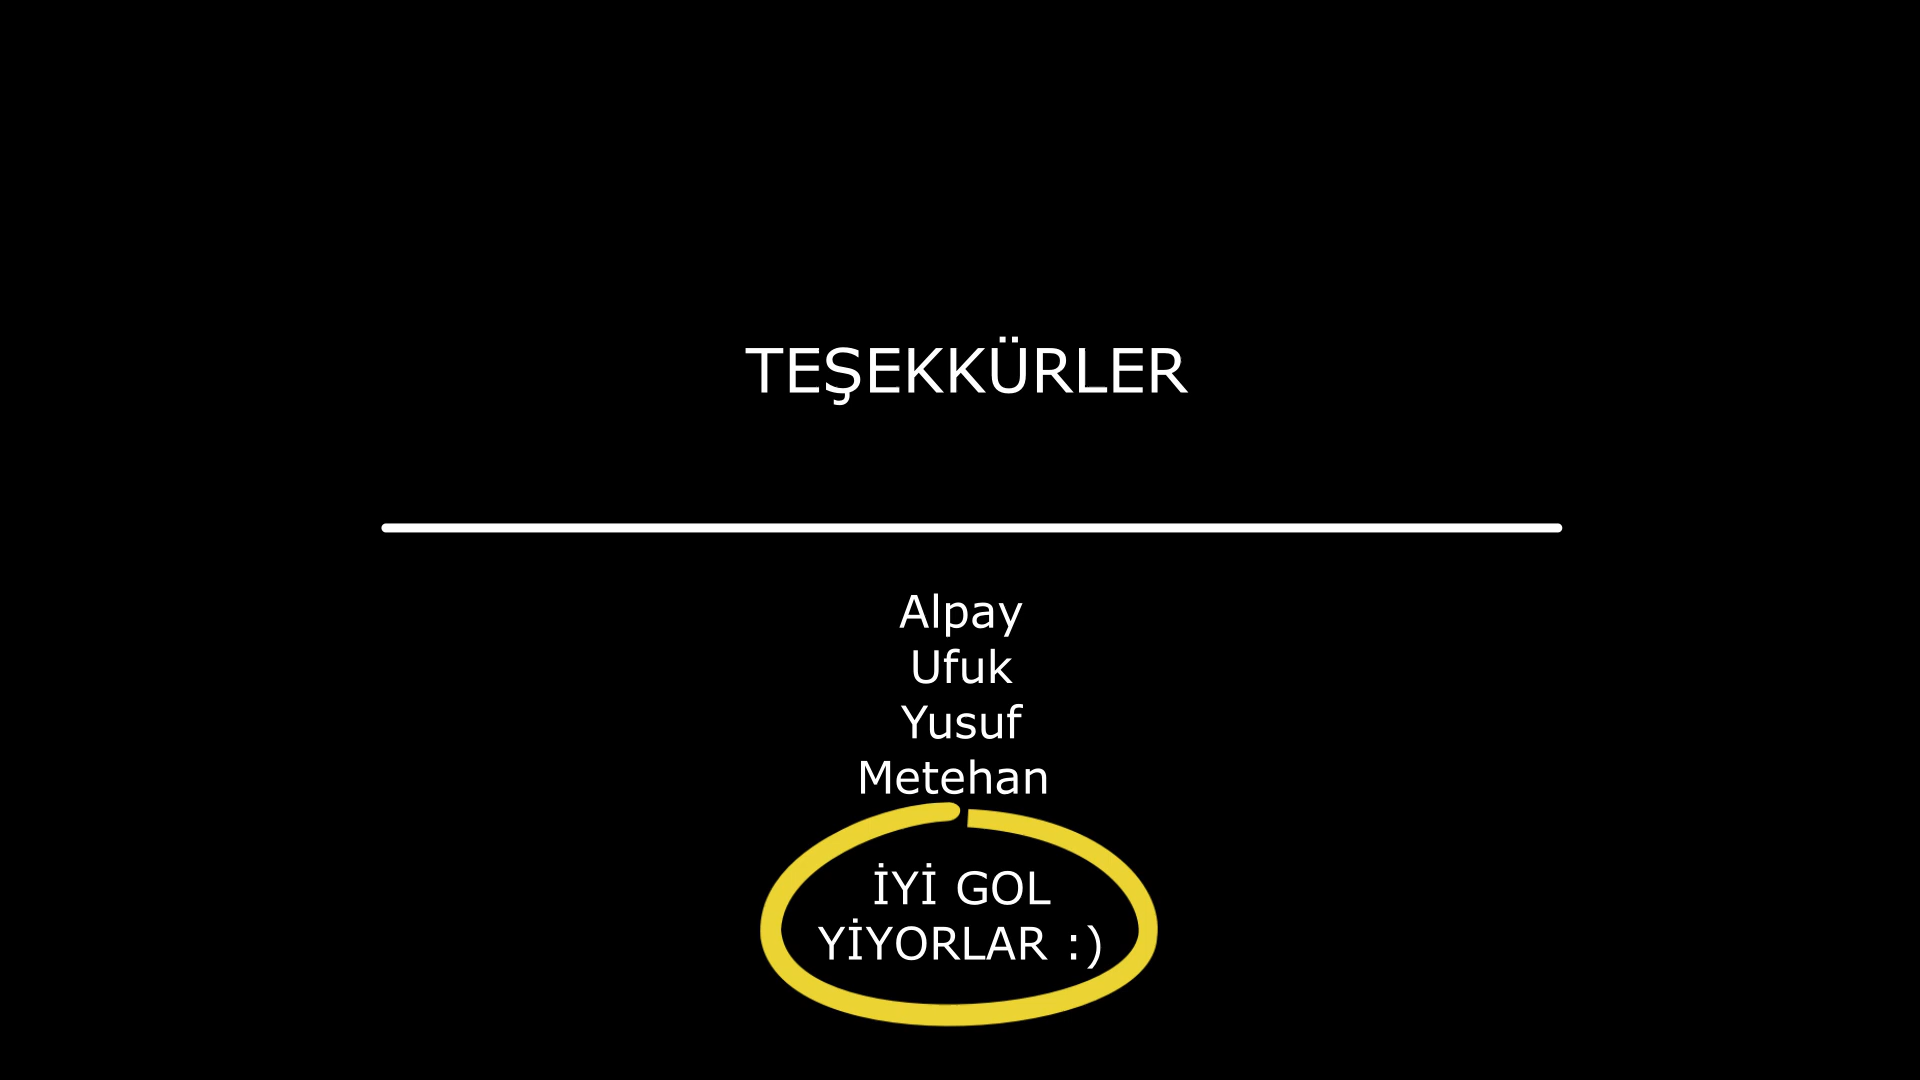 TEŞEKKÜRLER
Alpay
Ufuk
Yusuf
Metehan
İYİ GOL
YİYORLAR :)